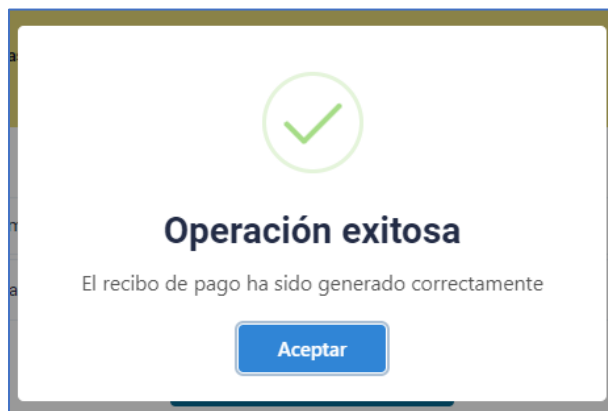 Operación exitosa
El recibo de pago ha sido generado correctamente
Aceptar